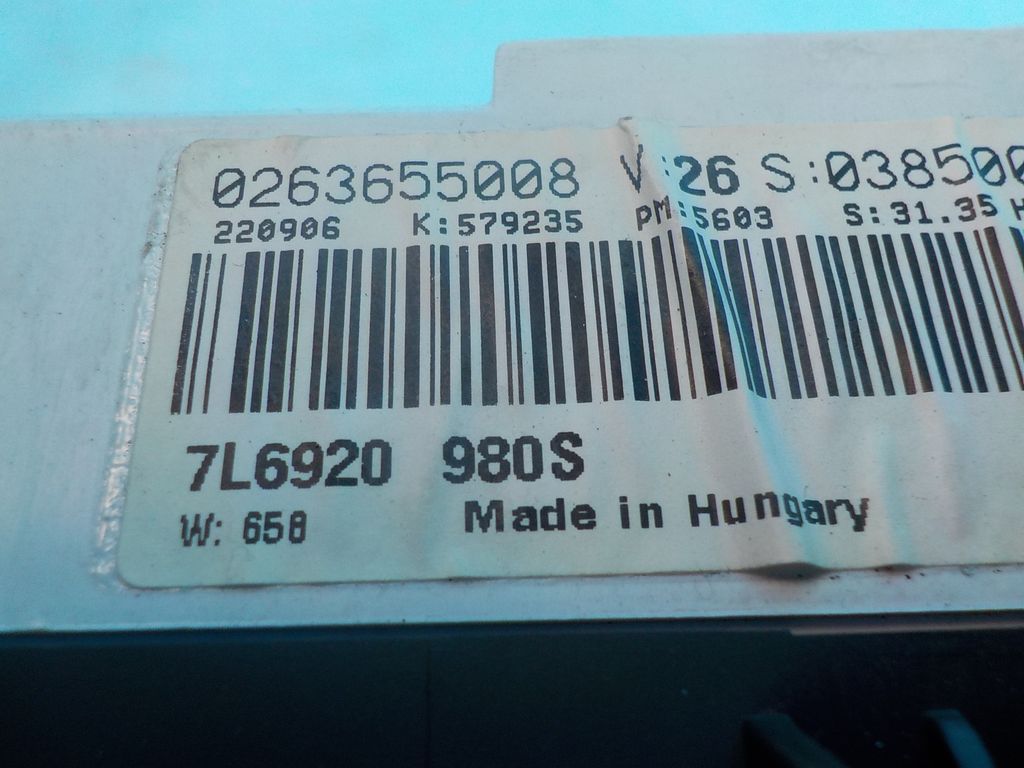 0263655008 V:26 S:038500
220906 K:579235 PM:5603 S:31.35 H
7L6920 980S
W: 658 Made in Hungary